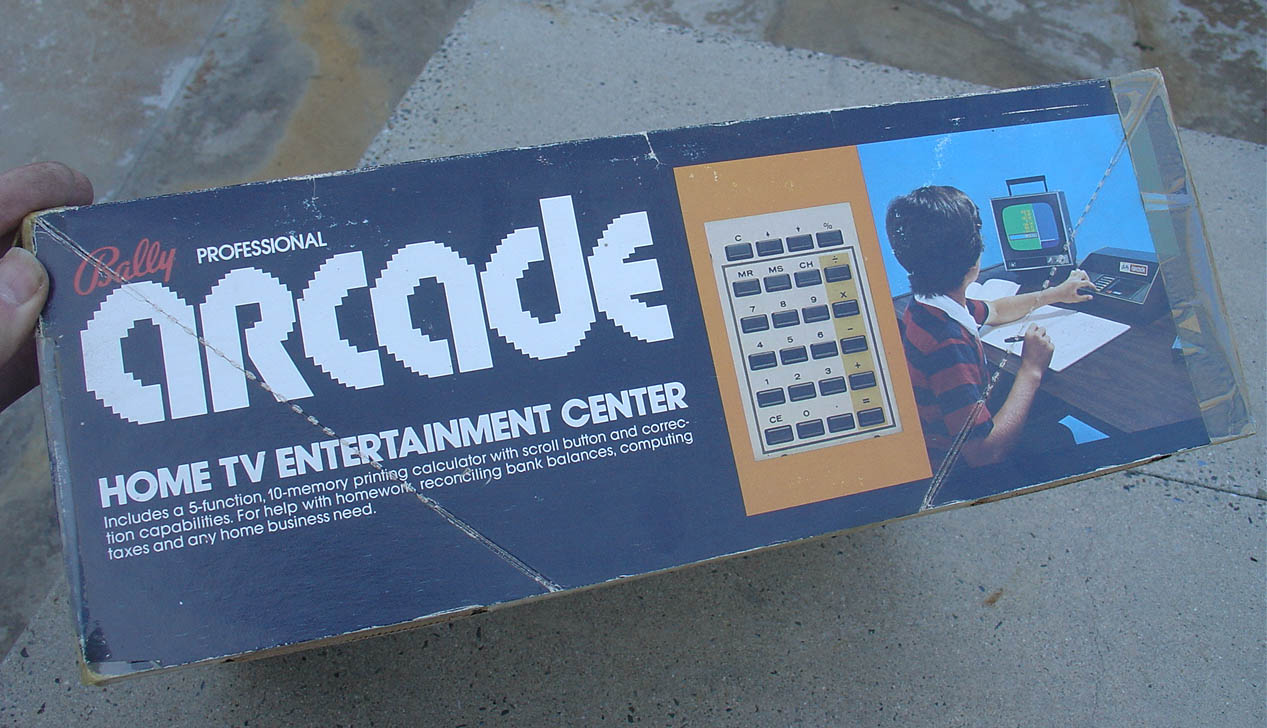 Bally PROFESSIONAL
arcade
HOME TV ENTERTAINMENT CENTER
Includes a 5-function, 10-memory printing calculator with scroll button and correc-
tion capabilities. For help with homework, reconciling bank balances, computing
taxes and any home business need.
C ↓ ↑ %
MR MS CH ÷
7 8 9 X
4 5 6 −
1 2 3 +
CE 0 . =